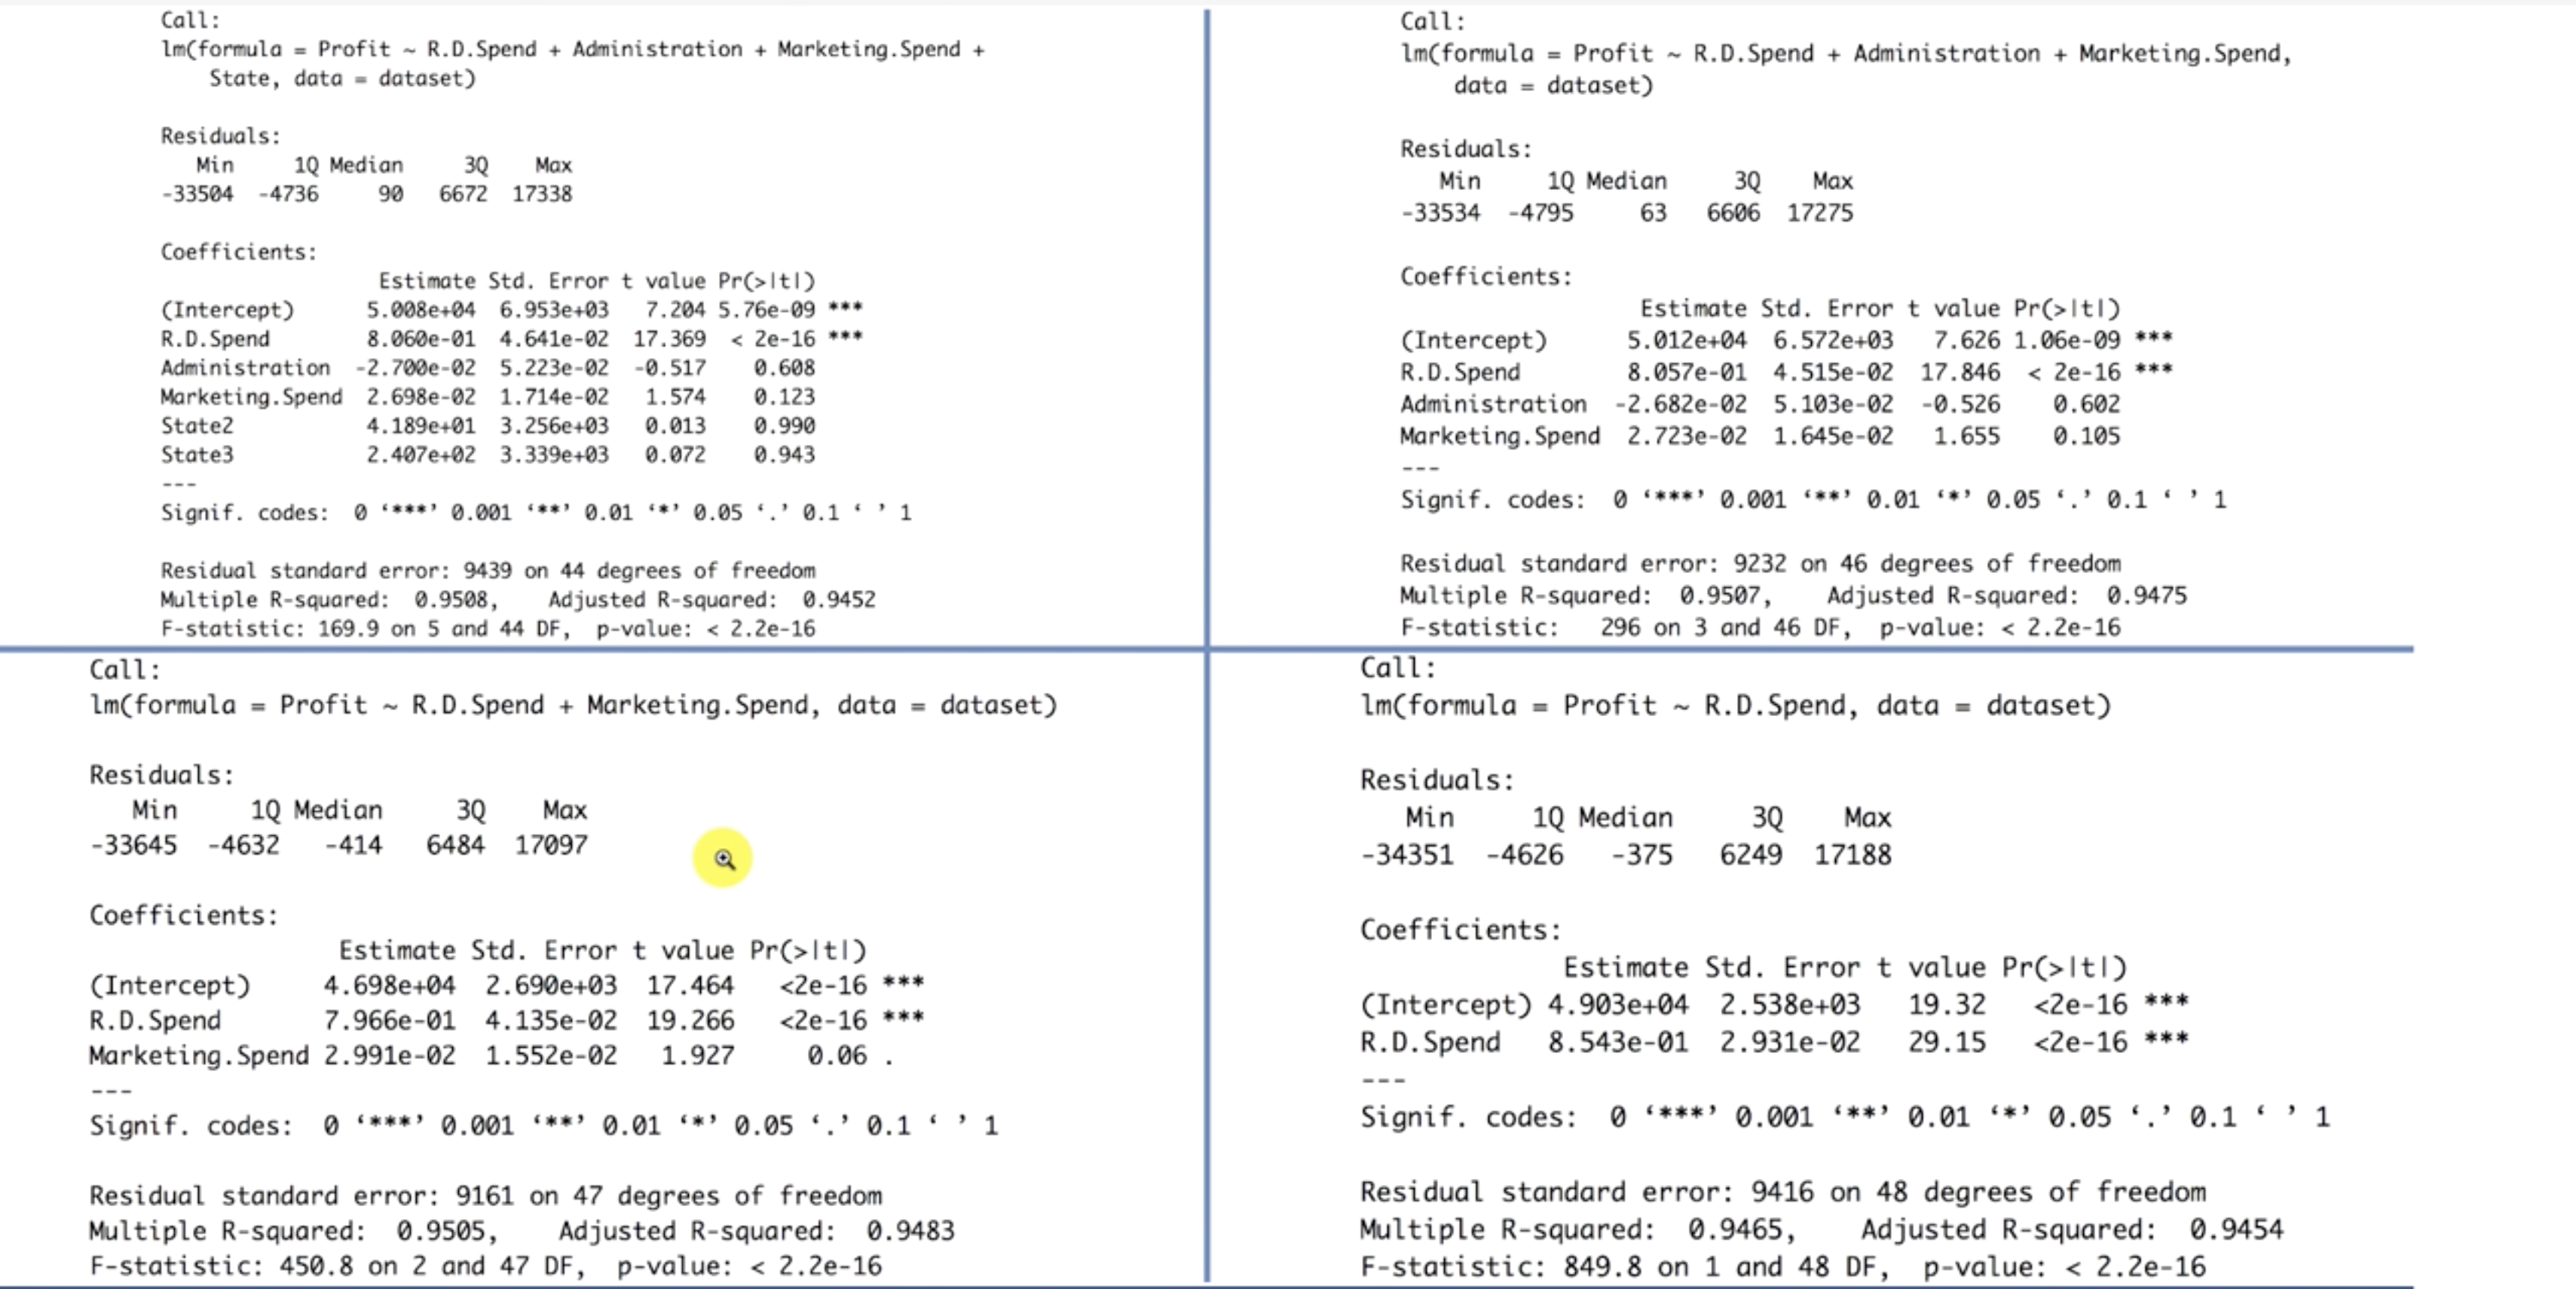 Call:
lm(formula = Profit ~ R.D.Spend + Administration + Marketing.Spend +
    State, data = dataset)
Residuals:
   Min     1Q Median     3Q    Max
-33504  -4736     90   6672  17338
Coefficients:
                  Estimate Std. Error t value Pr(>|t|)
(Intercept)      5.008e+04  6.953e+03   7.204 5.76e-09 ***
R.D.Spend        8.060e-01  4.641e-02  17.369  < 2e-16 ***
Administration  -2.700e-02  5.223e-02  -0.517    0.608
Marketing.Spend  2.698e-02  1.714e-02   1.574    0.123
State2           4.189e+01  3.256e+03   0.013    0.990
State3           2.407e+02  3.339e+03   0.072    0.943
---
Signif. codes:  0 ‘***’ 0.001 ‘**’ 0.01 ‘*’ 0.05 ‘.’ 0.1 ‘ ’ 1
Residual standard error: 9439 on 44 degrees of freedom
Multiple R-squared:  0.9508,    Adjusted R-squared:  0.9452
F-statistic: 169.9 on 5 and 44 DF,  p-value: < 2.2e-16
Call:
lm(formula = Profit ~ R.D.Spend + Administration + Marketing.Spend,
    data = dataset)
Residuals:
   Min     1Q Median     3Q    Max
-33534  -4795     63   6606  17275
Coefficients:
                  Estimate Std. Error t value Pr(>|t|)
(Intercept)      5.012e+04  6.572e+03   7.626 1.06e-09 ***
R.D.Spend        8.057e-01  4.515e-02  17.846  < 2e-16 ***
Administration  -2.682e-02  5.103e-02  -0.526    0.602
Marketing.Spend  2.723e-02  1.645e-02   1.655    0.105
---
Signif. codes:  0 ‘***’ 0.001 ‘**’ 0.01 ‘*’ 0.05 ‘.’ 0.1 ‘ ’ 1
Residual standard error: 9232 on 46 degrees of freedom
Multiple R-squared:  0.9507,    Adjusted R-squared:  0.9475
F-statistic:   296 on 3 and 46 DF,  p-value: < 2.2e-16
Call:
lm(formula = Profit ~ R.D.Spend + Marketing.Spend, data = dataset)
Residuals:
   Min     1Q Median     3Q    Max
-33645  -4632   -414   6484  17097
Coefficients:
                 Estimate Std. Error t value Pr(>|t|)
(Intercept)     4.698e+04  2.690e+03  17.464   <2e-16 ***
R.D.Spend       7.966e-01  4.135e-02  19.266   <2e-16 ***
Marketing.Spend 2.991e-02  1.552e-02   1.927     0.06 .
---
Signif. codes:  0 ‘***’ 0.001 ‘**’ 0.01 ‘*’ 0.05 ‘.’ 0.1 ‘ ’ 1
Residual standard error: 9161 on 47 degrees of freedom
Multiple R-squared:  0.9505,    Adjusted R-squared:  0.9483
F-statistic: 450.8 on 2 and 47 DF,  p-value: < 2.2e-16
Call:
lm(formula = Profit ~ R.D.Spend, data = dataset)
Residuals:
   Min     1Q Median     3Q    Max
-34351  -4626   -375   6249  17188
Coefficients:
             Estimate Std. Error t value Pr(>|t|)
(Intercept) 4.903e+04  2.538e+03   19.32   <2e-16 ***
R.D.Spend   8.543e-01  2.931e-02   29.15   <2e-16 ***
---
Signif. codes:  0 ‘***’ 0.001 ‘**’ 0.01 ‘*’ 0.05 ‘.’ 0.1 ‘ ’ 1
Residual standard error: 9416 on 48 degrees of freedom
Multiple R-squared:  0.9465,    Adjusted R-squared:  0.9454
F-statistic: 849.8 on 1 and 48 DF,  p-value: < 2.2e-16